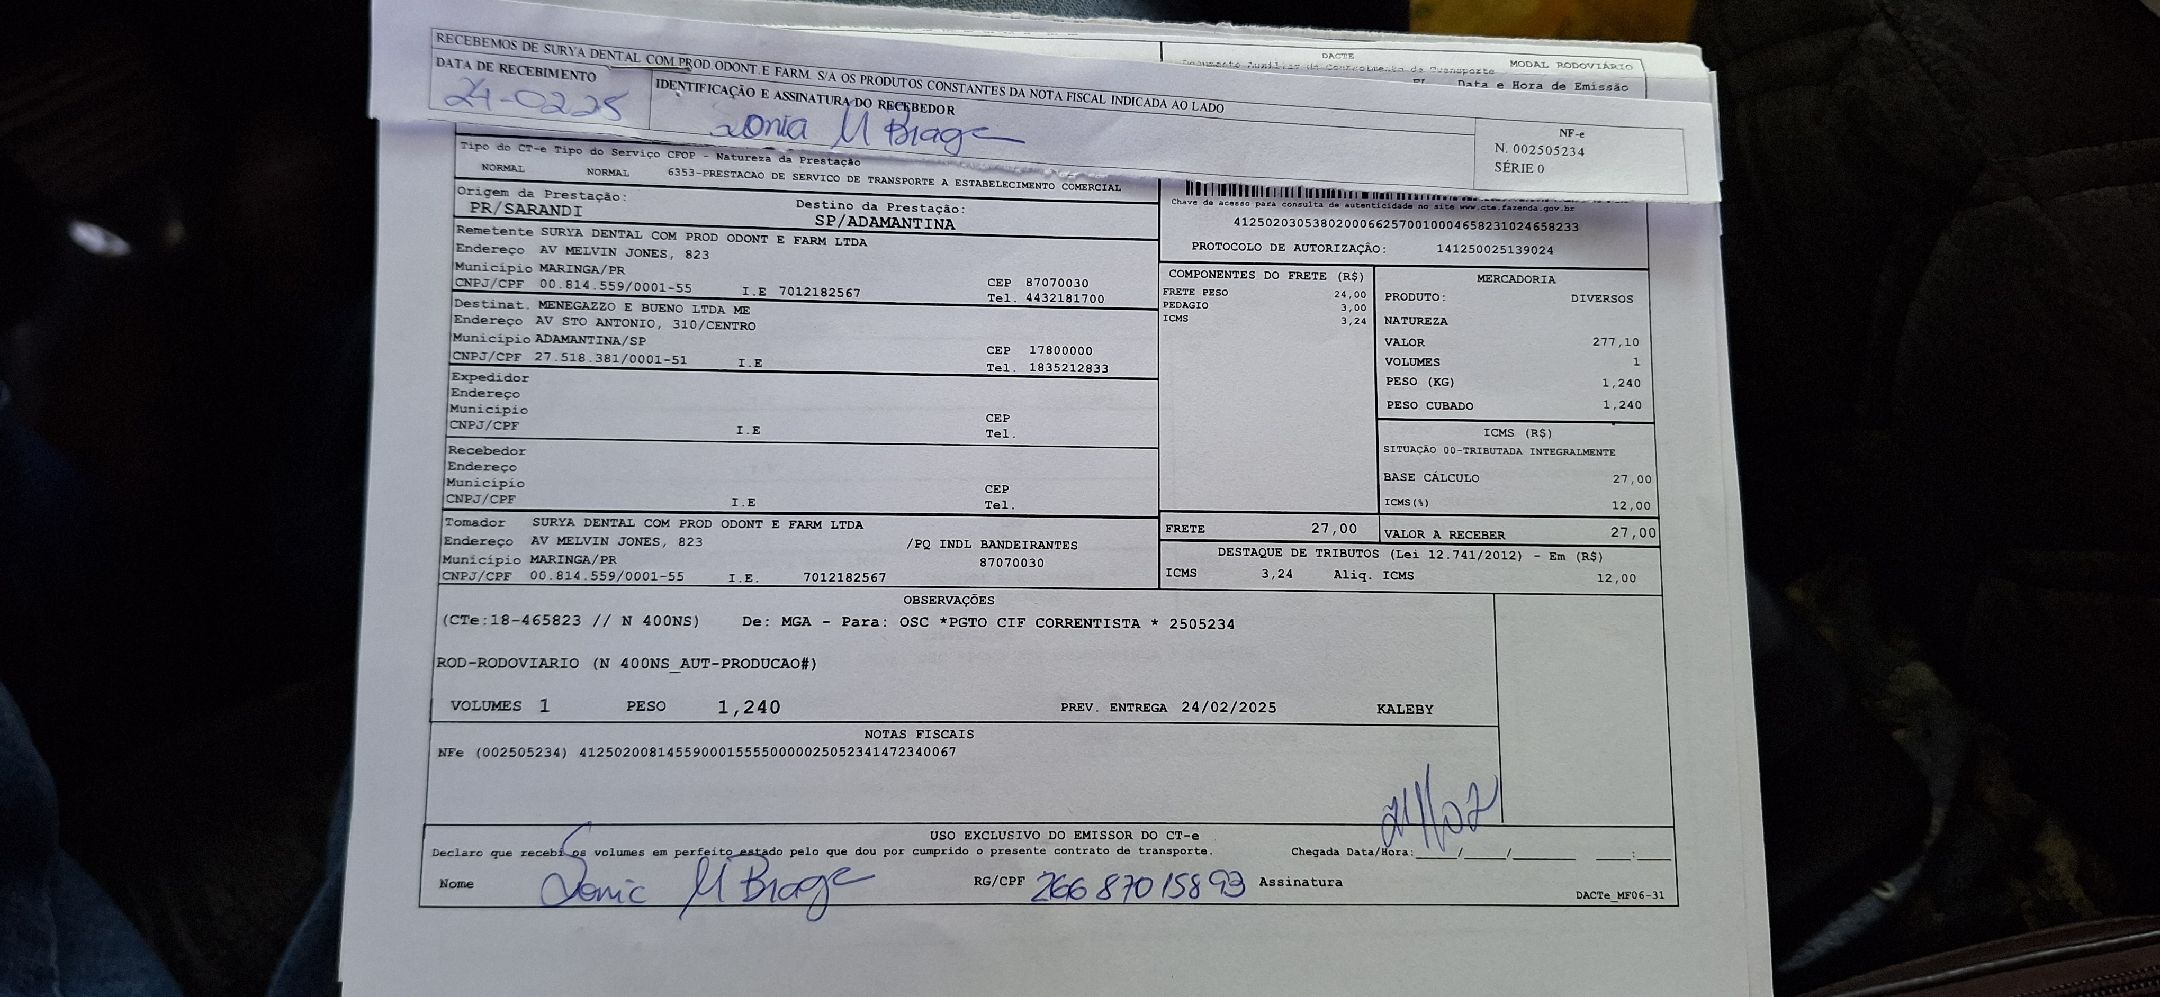 RECEBEMOS DE SURYA DENTAL COM.PROD.ODONT.E FARM. S/A OS PRODUTOS CONSTANTES DA NOTA FISCAL INDICADA AO LADO
DATA DE RECEBIMENTO
IDENTIFICAÇÃO E ASSINATURA DO RECEBEDOR
24-0225
Sonia M Braga
NF-e
N. 002505234
SÉRIE 0
DACTE
MODAL RODOVIÁRIO
Data e Hora de Emissão
Tipo do CT-e Tipo do Serviço CFOP - Natureza da Prestação
NORMAL NORMAL 6353-PRESTACAO DE SERVICO DE TRANSPORTE A ESTABELECIMENTO COMERCIAL
Origem da Prestação:
PR/SARANDI
Destino da Prestação:
SP/ADAMANTINA
Remetente SURYA DENTAL COM PROD ODONT E FARM LTDA
Endereço AV MELVIN JONES, 823
Município MARINGA/PR CEP 87070030
CNPJ/CPF 00.814.559/0001-55 I.E 7012182567 Tel. 4432181700
Destinat. MENEGAZZO E BUENO LTDA ME
Endereço AV STO ANTONIO, 310/CENTRO
Município ADAMANTINA/SP CEP 17800000
CNPJ/CPF 27.518.381/0001-51 I.E Tel. 1835212833
Expedidor
Endereço
Município CEP
CNPJ/CPF I.E Tel.
Recebedor
Endereço
Município CEP
CNPJ/CPF I.E Tel.
Tomador SURYA DENTAL COM PROD ODONT E FARM LTDA
Endereço AV MELVIN JONES, 823 /PQ INDL BANDEIRANTES
Município MARINGA/PR 87070030
CNPJ/CPF 00.814.559/0001-55 I.E. 7012182567
Chave de acesso para consulta de autenticidade no site www.cte.fazenda.gov.br
41250203053802000662570010004658231024658233
PROTOCOLO DE AUTORIZAÇÃO: 141250025139024
COMPONENTES DO FRETE (R$)
FRETE PESO 24,00
PEDAGIO 3,00
ICMS 3,24
MERCADORIA
PRODUTO: DIVERSOS
NATUREZA
VALOR 277,10
VOLUMES 1
PESO (KG) 1,240
PESO CUBADO 1,240
ICMS (R$)
SITUAÇÃO 00-TRIBUTADA INTEGRALMENTE
BASE CÁLCULO 27,00
ICMS(%) 12,00
FRETE 27,00 VALOR A RECEBER 27,00
DESTAQUE DE TRIBUTOS (Lei 12.741/2012) - Em (R$)
ICMS 3,24 Aliq. ICMS 12,00
OBSERVAÇÕES
(CTe:18-465823 // N 400NS) De: MGA - Para: OSC *PGTO CIF CORRENTISTA * 2505234
ROD-RODOVIARIO (N 400NS_AUT-PRODUCAO#)
VOLUMES 1 PESO 1,240 PREV. ENTREGA 24/02/2025 KALEBY
NOTAS FISCAIS
NFe (002505234) 41250200814559000155550000025052341472340067
USO EXCLUSIVO DO EMISSOR DO CT-e
Declaro que recebi os volumes em perfeito estado pelo que dou por cumprido o presente contrato de transporte. Chegada Data/Hora:____/____/________ ____:____
Nome Sonia M Braga RG/CPF 26687015893 Assinatura
DACTe_MF06-31